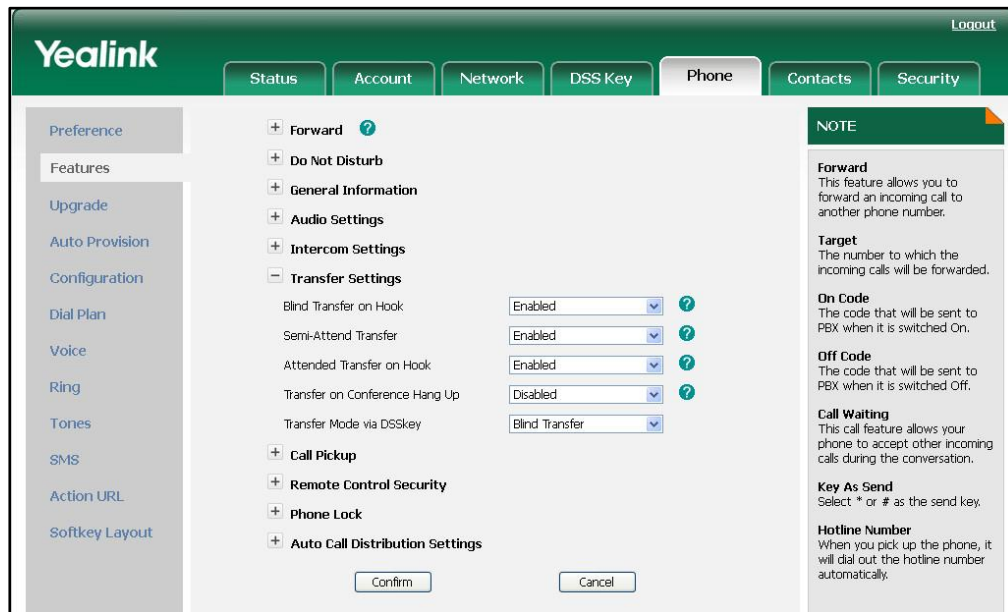 Logout
Yealink
Status
Account
Network
DSS Key
Phone
Contacts
Security
Preference
Features
Upgrade
Auto Provision
Configuration
Dial Plan
Voice
Ring
Tones
SMS
Action URL
Softkey Layout
Forward ?
Do Not Disturb
General Information
Audio Settings
Intercom Settings
Transfer Settings
Blind Transfer on Hook Enabled ?
Semi-Attend Transfer Enabled ?
Attended Transfer on Hook Enabled ?
Transfer on Conference Hang Up Disabled ?
Transfer Mode via DSSkey Blind Transfer
Call Pickup
Remote Control Security
Phone Lock
Auto Call Distribution Settings
Confirm
Cancel
NOTE
Forward
This feature allows you to
forward an incoming call to
another phone number.
Target
The number to which the
incoming calls will be forwarded.
On Code
The code that will be sent to
PBX when it is switched On.
Off Code
The code that will be sent to
PBX when it is switched Off.
Call Waiting
This call feature allows your
phone to accept other incoming
calls during the conversation.
Key As Send
Select * or # as the send key.
Hotline Number
When you pick up the phone, it
will dial out the hotline number
automatically.